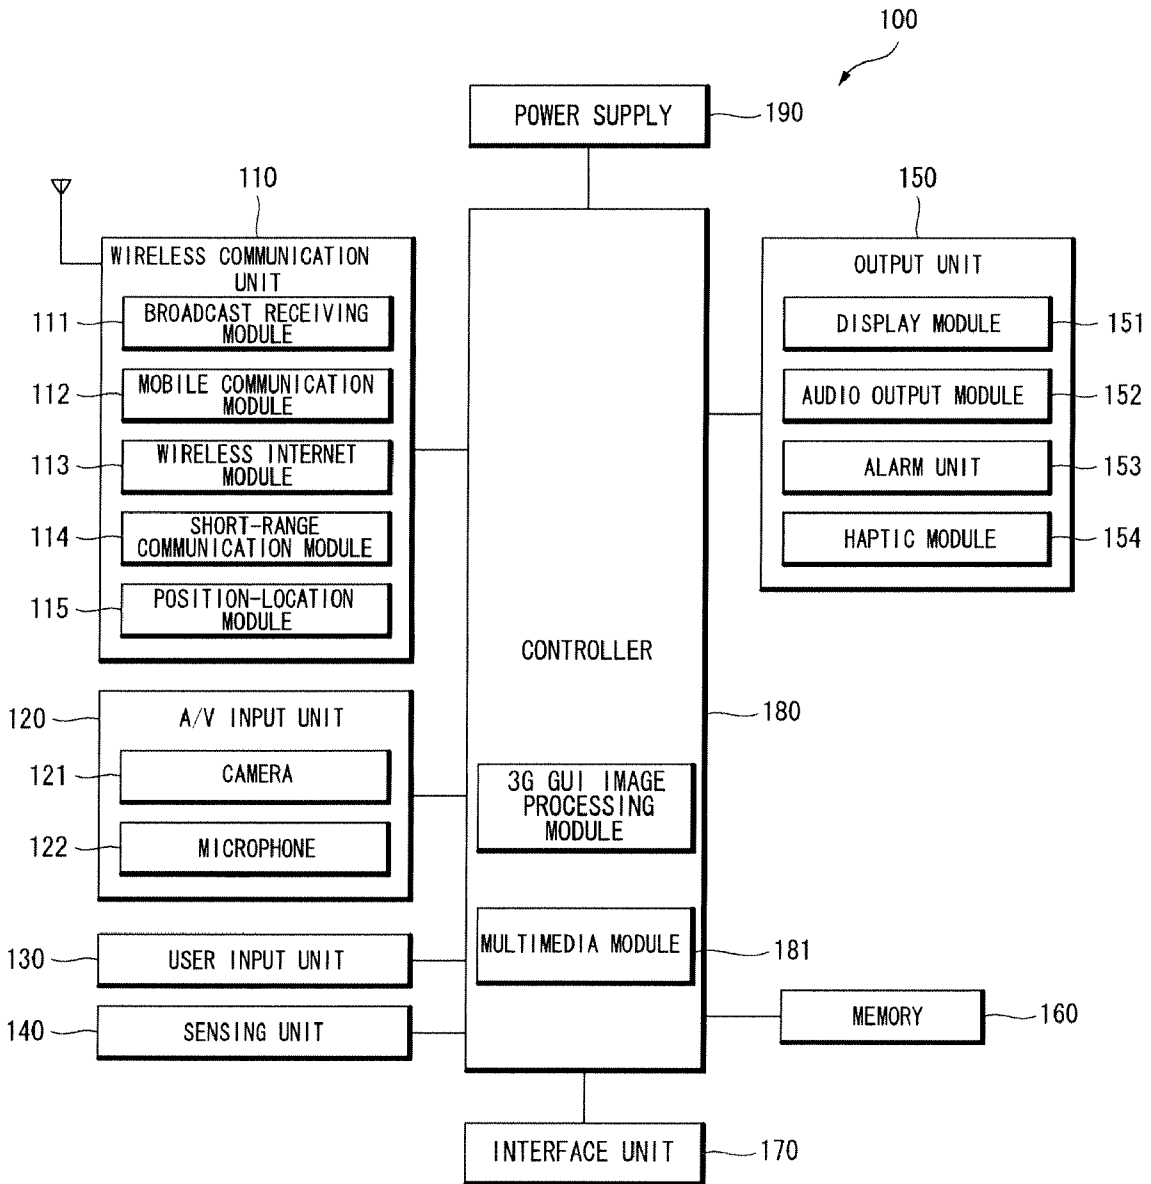 100
POWER SUPPLY
190
110
WIRELESS COMMUNICATION
UNIT
111
BROADCAST RECEIVING
MODULE
112
MOBILE COMMUNICATION
MODULE
113
WIRELESS INTERNET
MODULE
114
SHORT-RANGE
COMMUNICATION MODULE
115
POSITION-LOCATION
MODULE
120
A/V INPUT UNIT
121
CAMERA
122
MICROPHONE
130
USER INPUT UNIT
140
SENSING UNIT
CONTROLLER
180
3G GUI IMAGE
PROCESSING
MODULE
MULTIMEDIA MODULE
181
150
OUTPUT UNIT
DISPLAY MODULE
151
AUDIO OUTPUT MODULE
152
ALARM UNIT
153
HAPTIC MODULE
154
MEMORY
160
INTERFACE UNIT
170